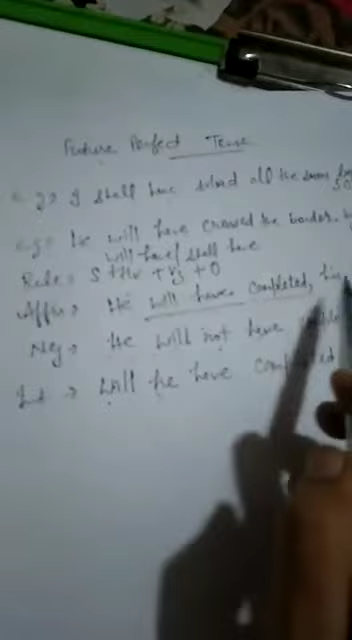 Future Perfect Tense
e.g → I shall have solved all the sums
e.g → He will have crossed the border
will have / shall have
Rule → S + Hv + V3 + O
Affir → He will have completed, his
Neg → He will not have
Int → Will he have completed